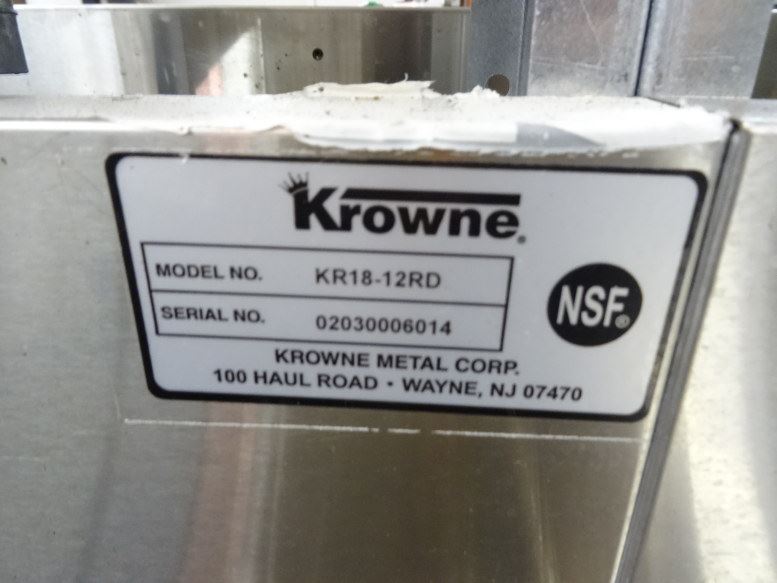 Krowne®
MODEL NO. KR18-12RD
SERIAL NO. 02030006014
NSF®
KROWNE METAL CORP.
100 HAUL ROAD • WAYNE, NJ 07470